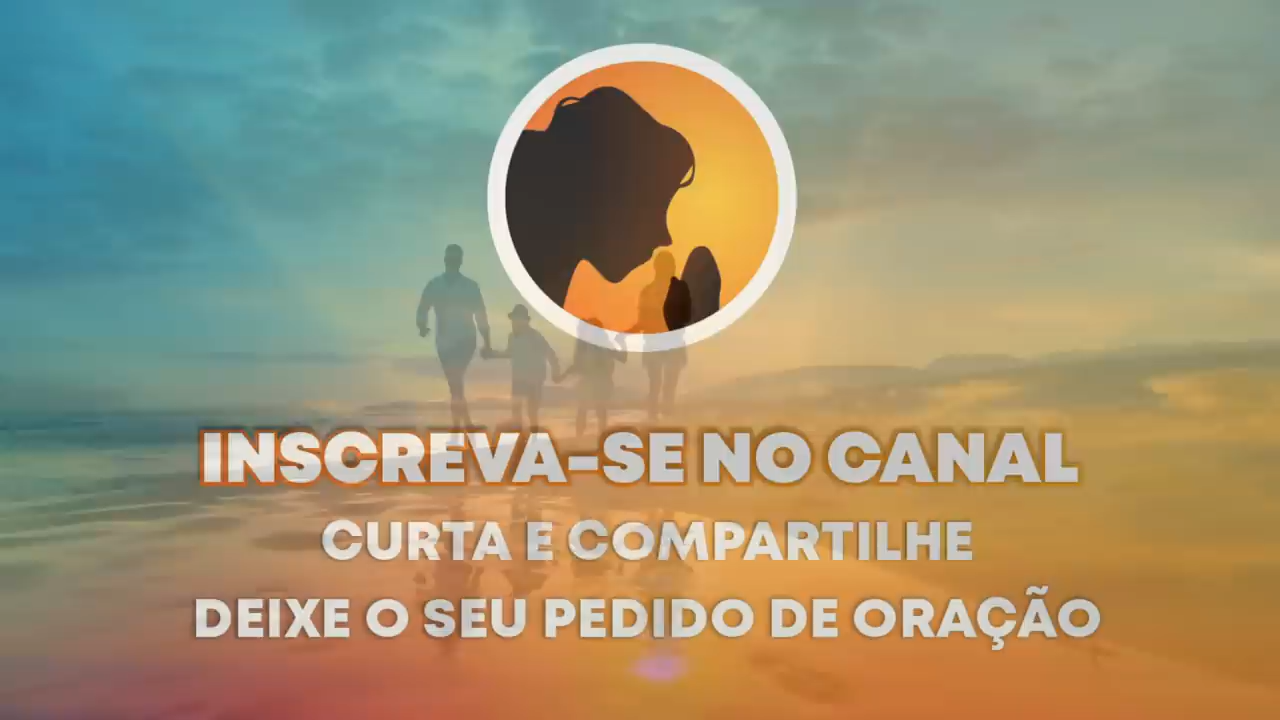 INSCREVA-SE NO CANAL
CURTA E COMPARTILHE
DEIXE O SEU PEDIDO DE ORAÇÃO